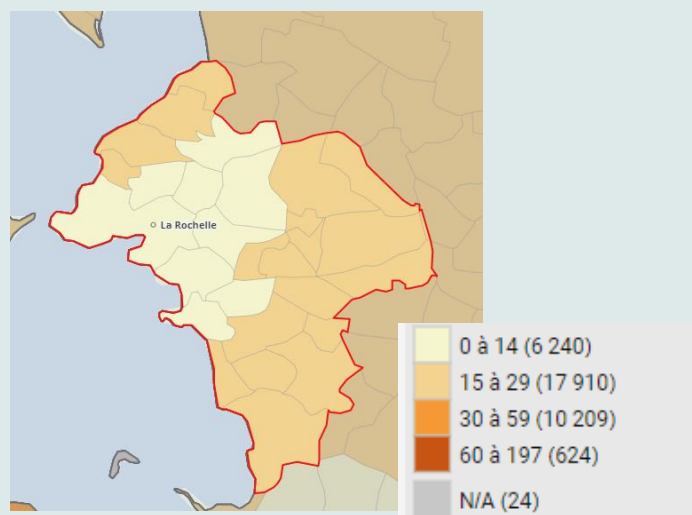 La Rochelle
0 à 14 (6 240)
15 à 29 (17 910)
30 à 59 (10 209)
60 à 197 (624)
N/A (24)